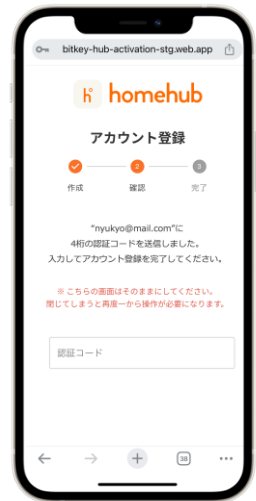 bitkey-hub-activation-stg.web.app
h homehub
アカウント登録
2 3
作成 確認 完了
"nyukyo@mail.com"に
4桁の認証コードを送信しました。
入力してアカウント登録を完了してください。
※ こちらの画面はそのままにしてください。
閉じてしまうと再度一から操作が必要になります。
認証コード
38